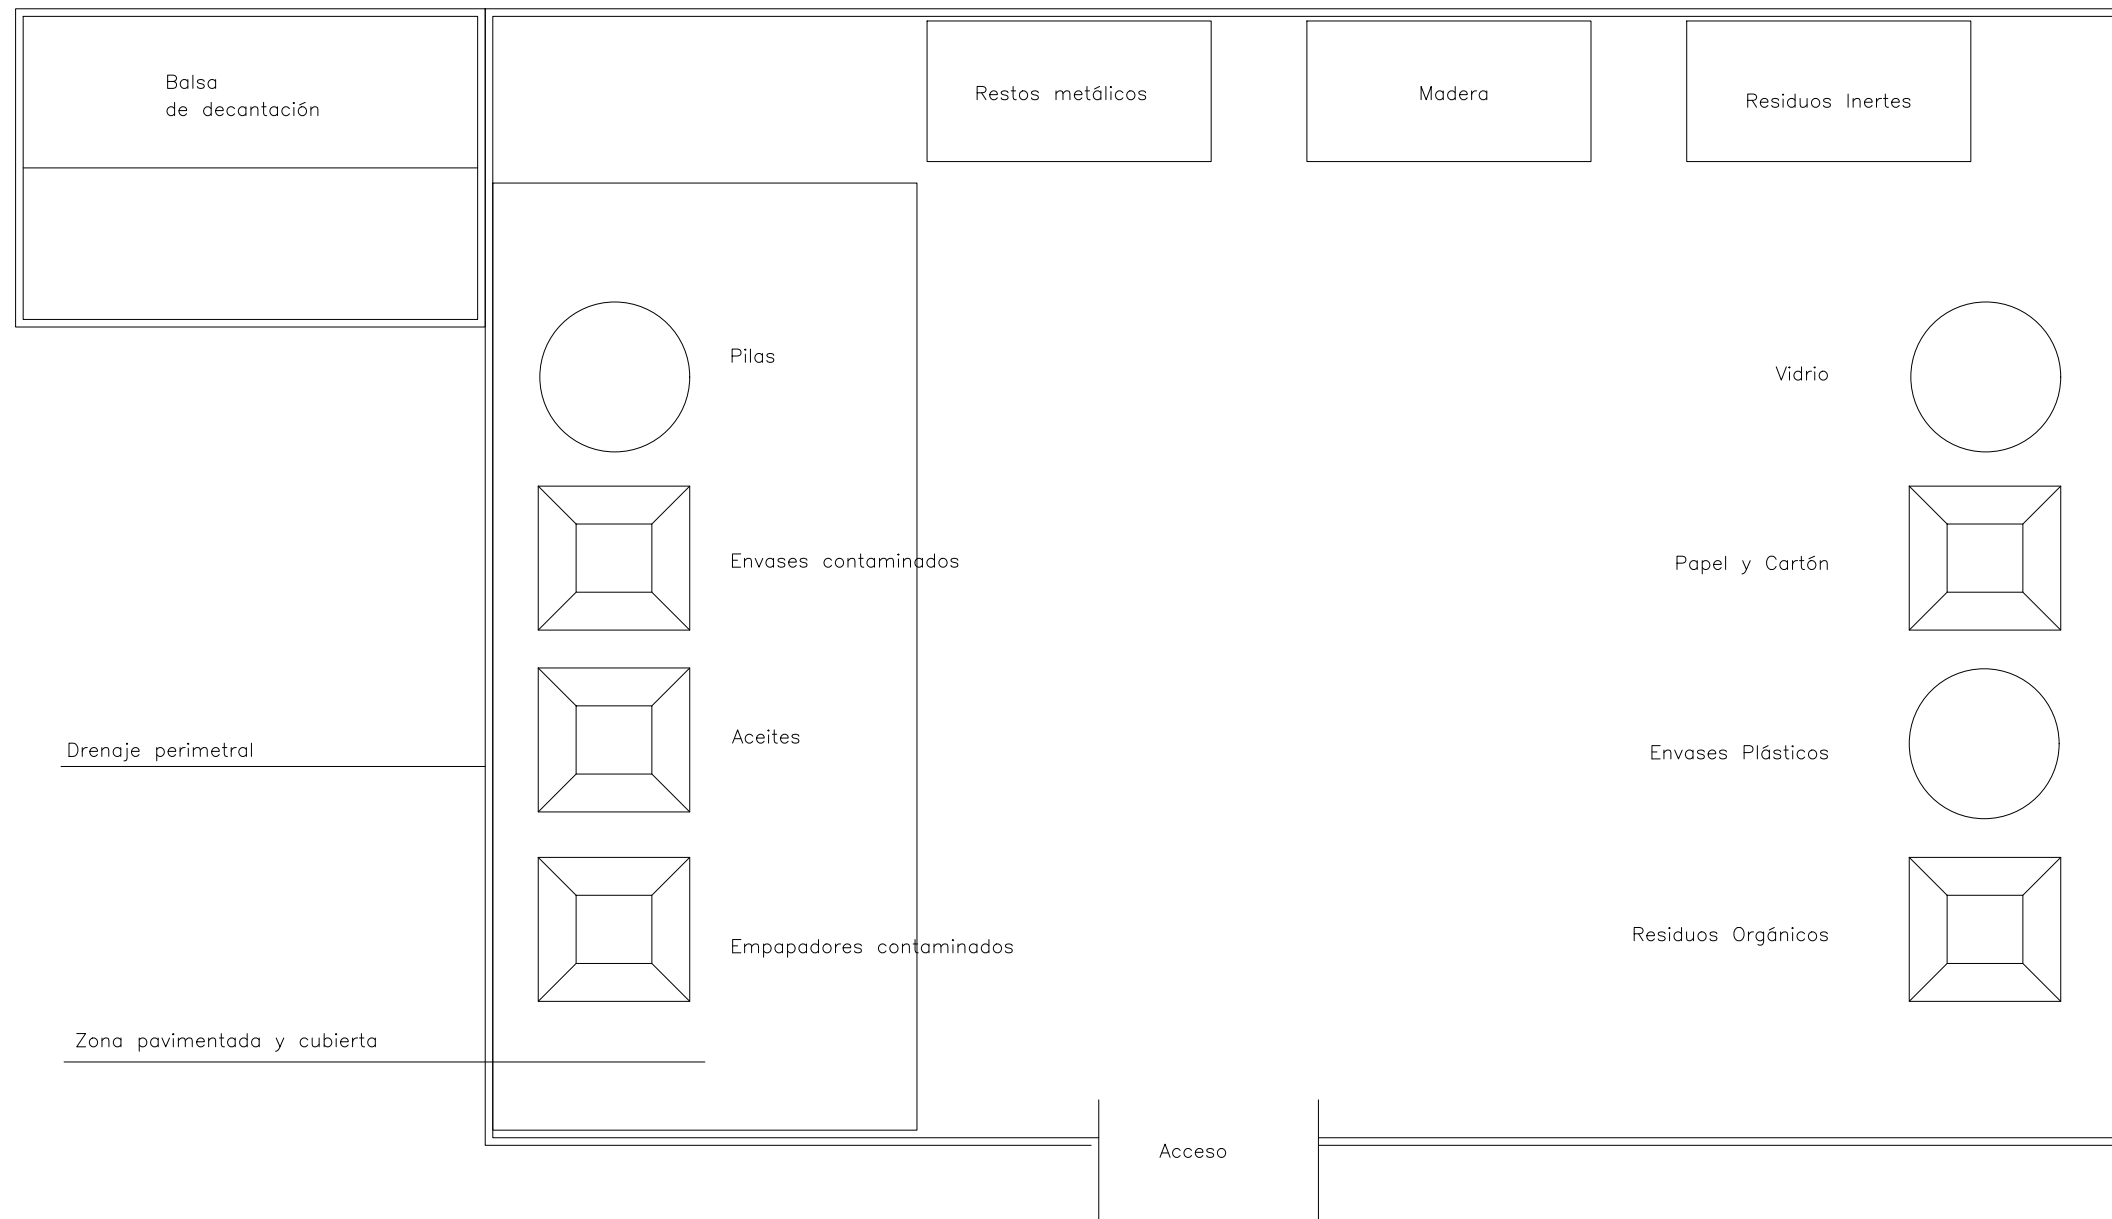 Balsa
de decantación
Restos metálicos
Madera
Residuos Inertes
Pilas
Vidrio
Envases contaminados
Papel y Cartón
Aceites
Drenaje perimetral
Envases Plásticos
Empapadores contaminados
Residuos Orgánicos
Zona pavimentada y cubierta
Acceso